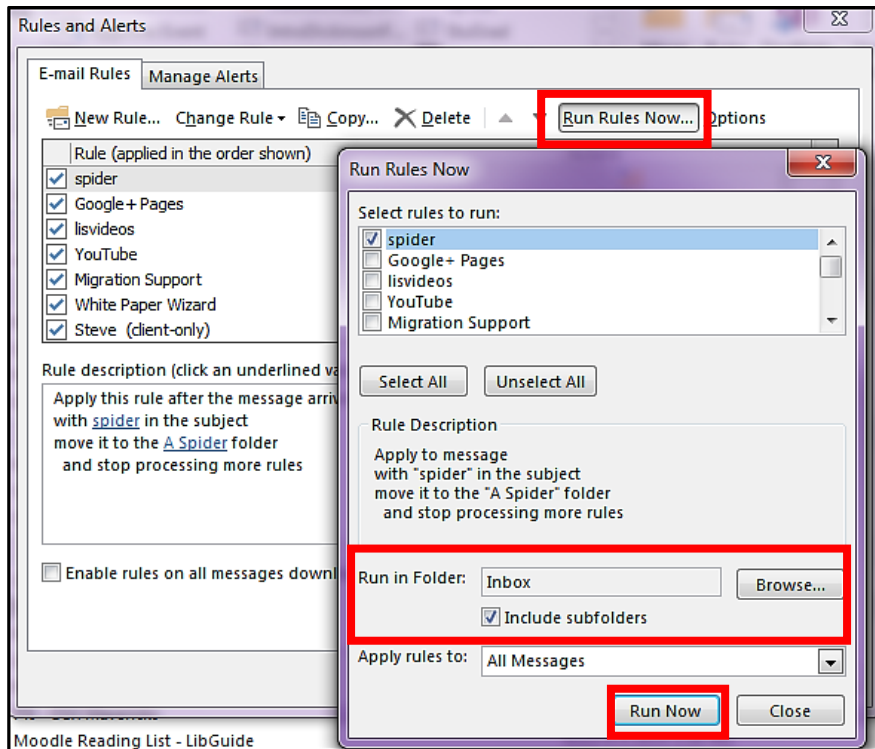 Rules and Alerts
E-mail Rules
Manage Alerts
New Rule... Change Rule Copy... Delete Run Rules Now... Options
Rule (applied in the order shown)
spider
Google+ Pages
lisvideos
YouTube
Migration Support
White Paper Wizard
Steve (client-only)
Rule description (click an underlined va
Apply this rule after the message arriv
with spider in the subject
move it to the A Spider folder
and stop processing more rules
Enable rules on all messages downl
Run Rules Now
Select rules to run:
spider
Google+ Pages
lisvideos
YouTube
Migration Support
Select All Unselect All
Rule Description
Apply to message
with "spider" in the subject
move it to the "A Spider" folder
and stop processing more rules
Run in Folder: Inbox Browse...
Include subfolders
Apply rules to: All Messages
Run Now Close
Moodle Reading List - LibGuide